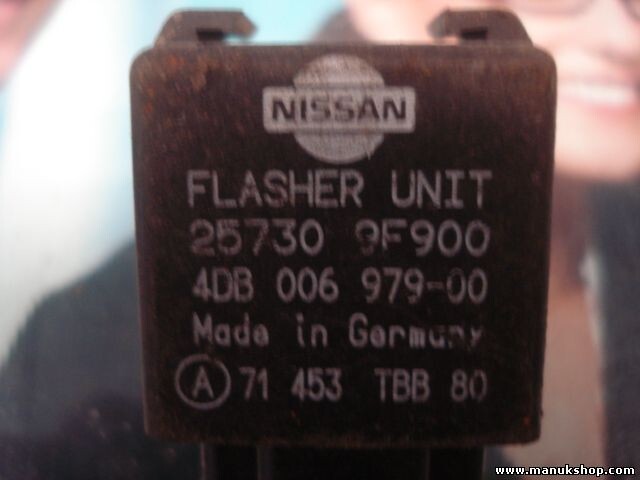 NISSAN
FLASHER UNIT
25730 9F900
4DB 006 979-00
Made in Germany
A 71 453 TBB 80
www.manukshop.com